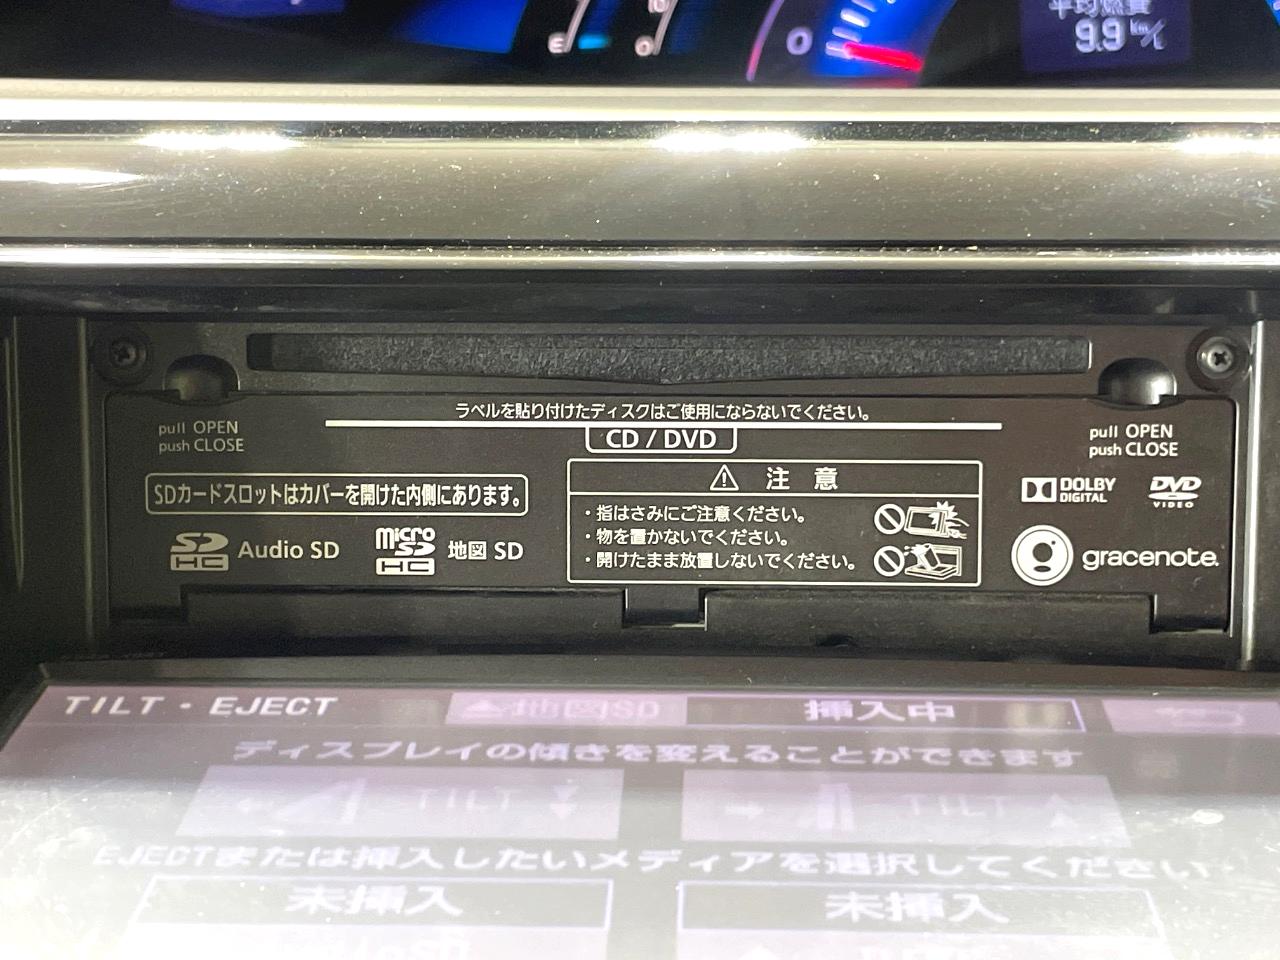 E
0
0
平均燃費
9.9 km/L
ラベルを貼り付けたディスクはご使用にならないでください。
CD / DVD
pull OPEN
push CLOSE
pull OPEN
push CLOSE
SDカードスロットはカバーを開けた内側にあります。
SD HC Audio SD
micro SD HC 地図 SD
⚠ 注 意
・指はさみにご注意ください。
・物を置かないでください。
・開けたまま放置しないでください。
DOLBY DIGITAL
DVD VIDEO
gracenote.
TILT・EJECT
▲地図SD
挿入中
ディスプレイの傾きを変えることができます
TILT
TILT
EJECTまたは挿入したいメディアを選択してください
未挿入
未挿入